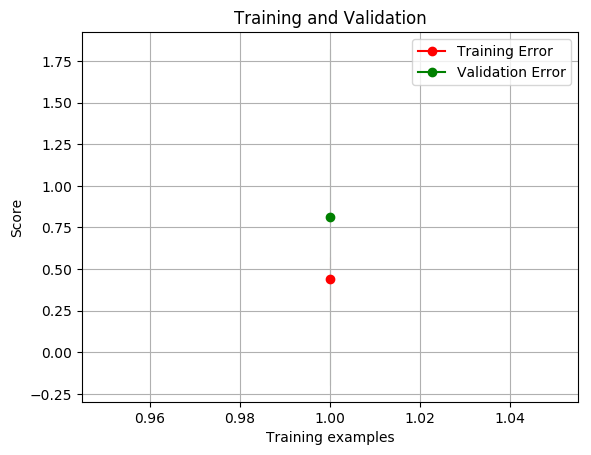 Training and Validation
Training Error
Validation Error
Score
1.75
1.50
1.25
1.00
0.75
0.50
0.25
0.00
−0.25
0.96 0.98 1.00 1.02 1.04
Training examples